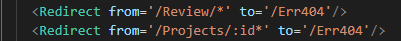 <Redirect from='/Review/*' to='/Err404'/>
<Redirect from='/Projects/:id*' to='/Err404'/>